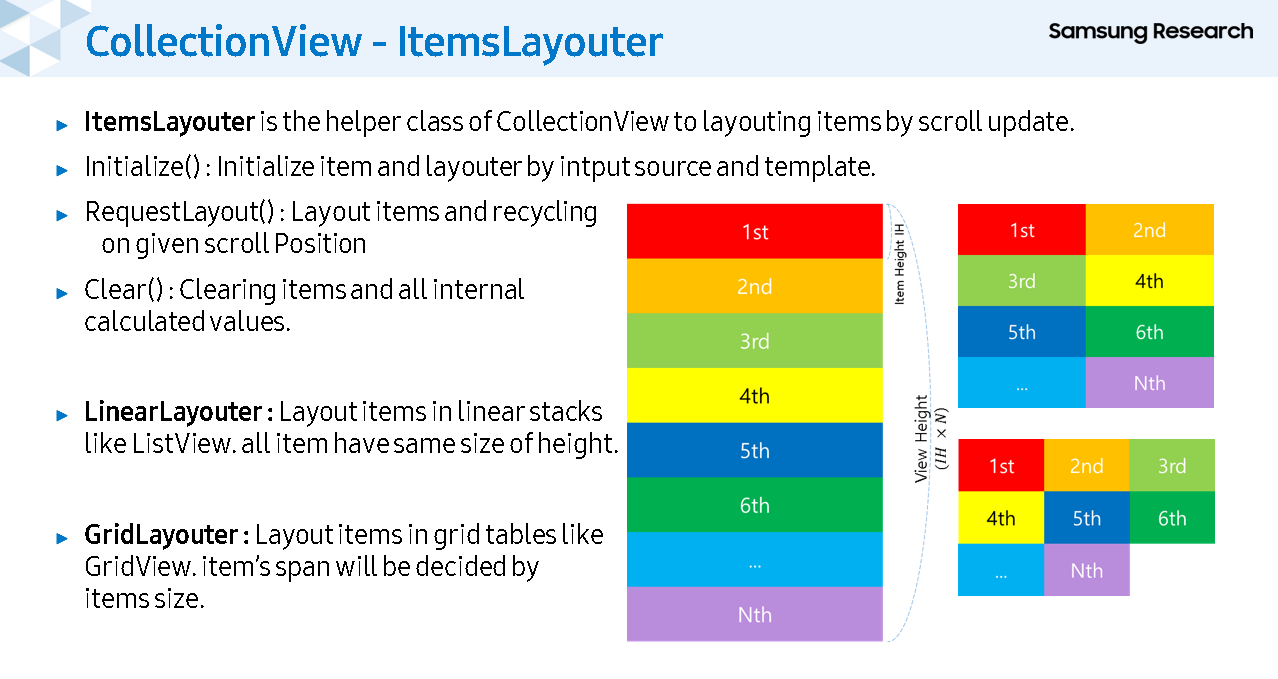 CollectionView - ItemsLayouter
Samsung Research
ItemsLayouter is the helper class of CollectionView to layouting items by scroll update.
Initialize() : Initialize item and layouter by intput source and template.
RequestLayout() : Layout items and recycling
on given scroll Position
Clear() : Clearing items and all internal
calculated values.
LinearLayouter : Layout items in linear stacks
like ListView. all item have same size of height.
GridLayouter : Layout items in grid tables like
GridView. item’s span will be decided by
items size.
1st
2nd
3rd
4th
5th
6th
...
Nth
Item Height IH
View Height
(IH × N)
1st 2nd
3rd 4th
5th 6th
... Nth
1st 2nd 3rd
4th 5th 6th
... Nth